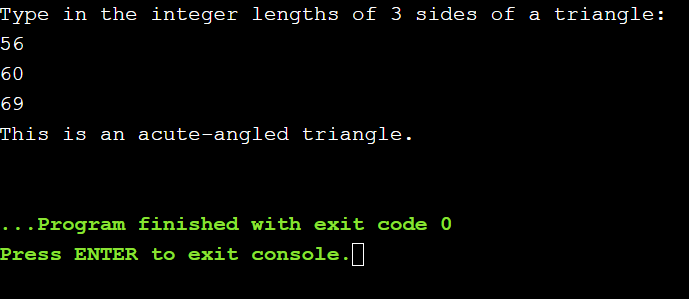 Type in the integer lengths of 3 sides of a triangle:
56
60
69
This is an acute-angled triangle.
...Program finished with exit code 0
Press ENTER to exit console.